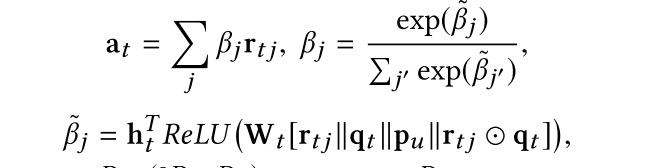 a_t = ∑_j β_j r_{tj}, β_j = exp(β̃_j) / ∑_{j'} exp(β̃_{j'}),
β̃_j = h_t^T ReLU(W_t[r_{tj}||q_t||p_u||r_{tj} ⊙ q_t]),